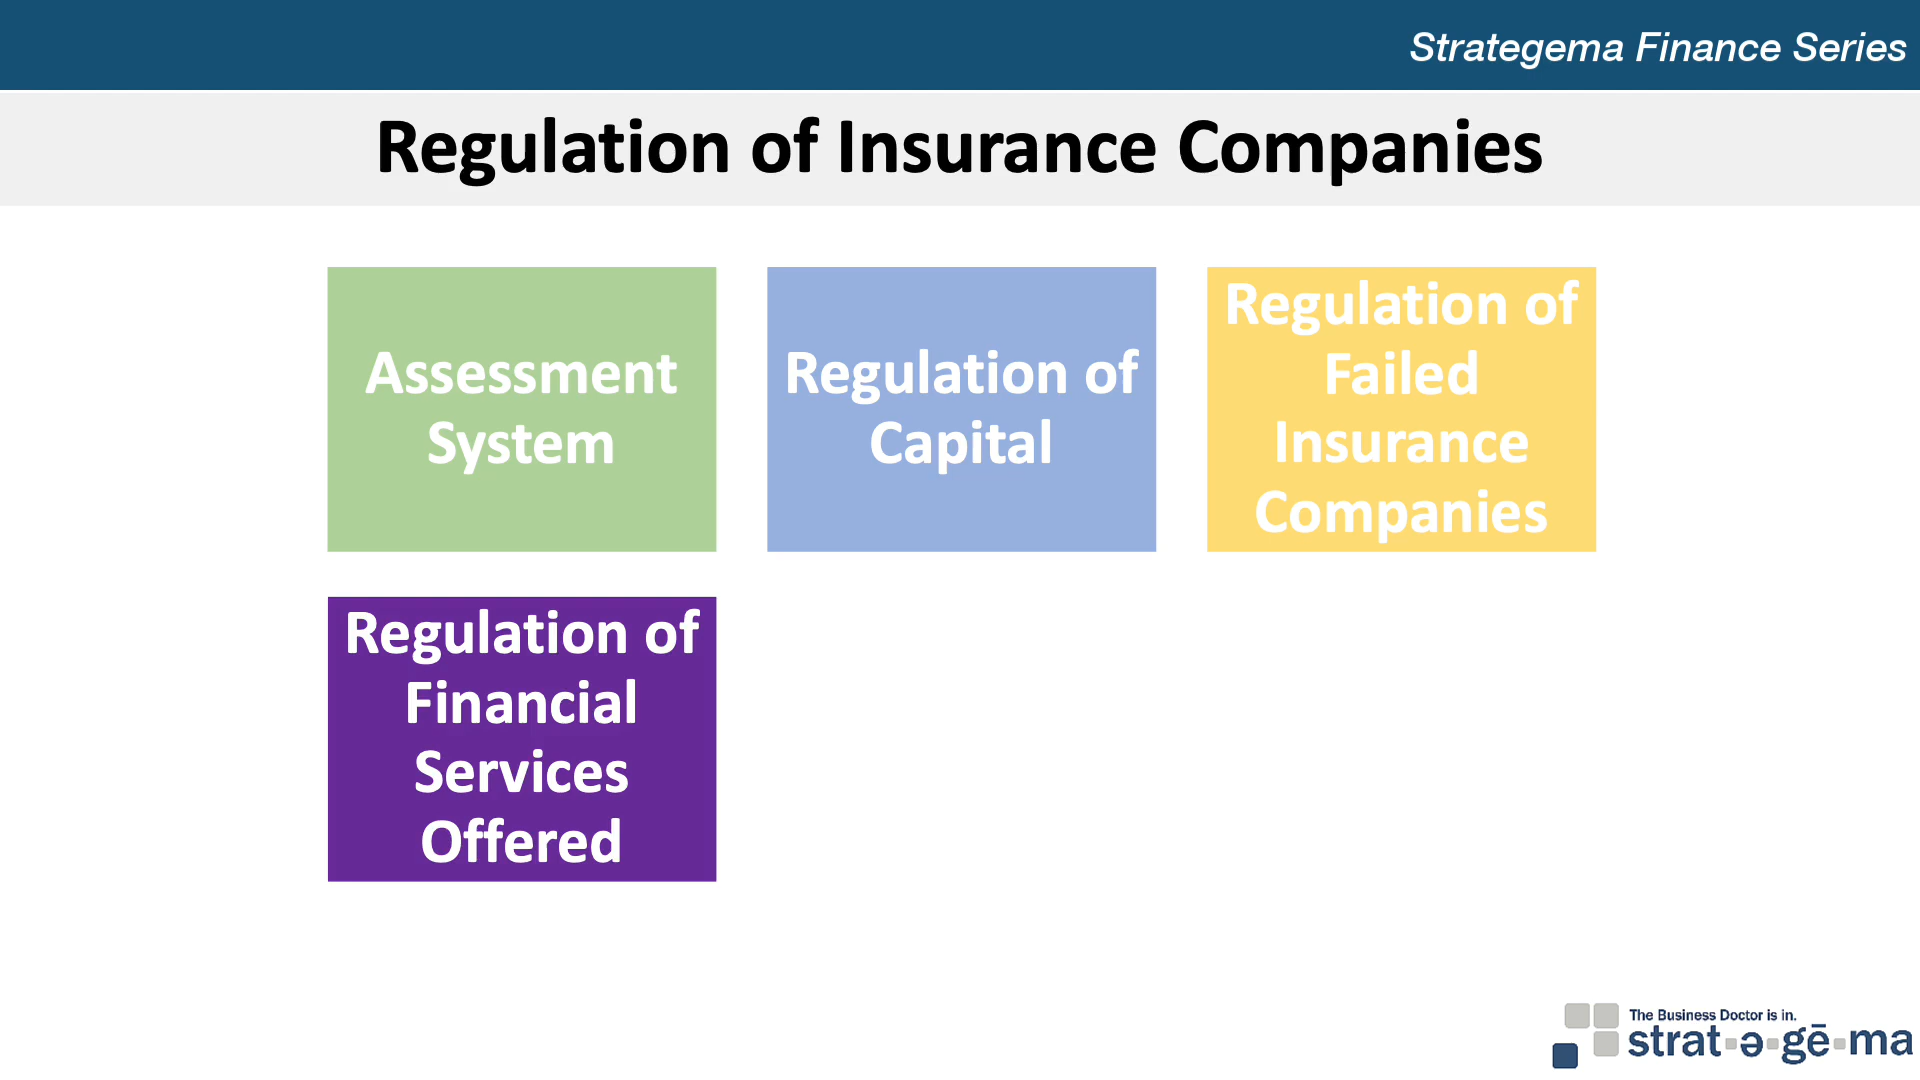 Strategema Finance Series
Regulation of Insurance Companies
Assessment
System
Regulation of
Capital
Regulation of
Failed
Insurance
Companies
Regulation of
Financial
Services
Offered
The Business Doctor is in.
strat-ə-gē-ma